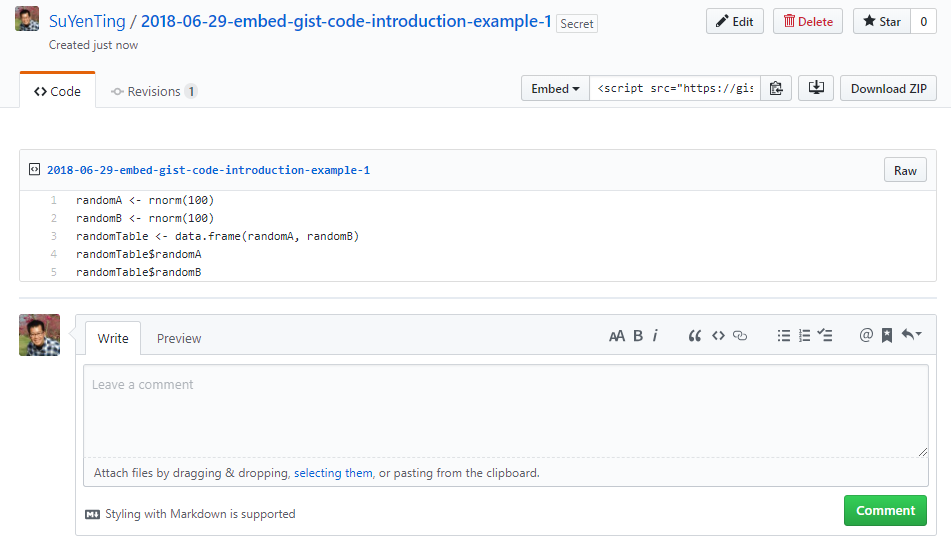 SuYenTing / 2018-06-29-embed-gist-code-introduction-example-1 Secret
Edit Delete Star 0
Created just now
Code Revisions 1 Embed <script src="https://gis Download ZIP
2018-06-29-embed-gist-code-introduction-example-1 Raw
1 randomA <- rnorm(100)
2 randomB <- rnorm(100)
3 randomTable <- data.frame(randomA, randomB)
4 randomTable$randomA
5 randomTable$randomB
Write Preview AA B i “ <> @
Leave a comment
Attach files by dragging & dropping, selecting them, or pasting from the clipboard.
M↓ Styling with Markdown is supported
Comment